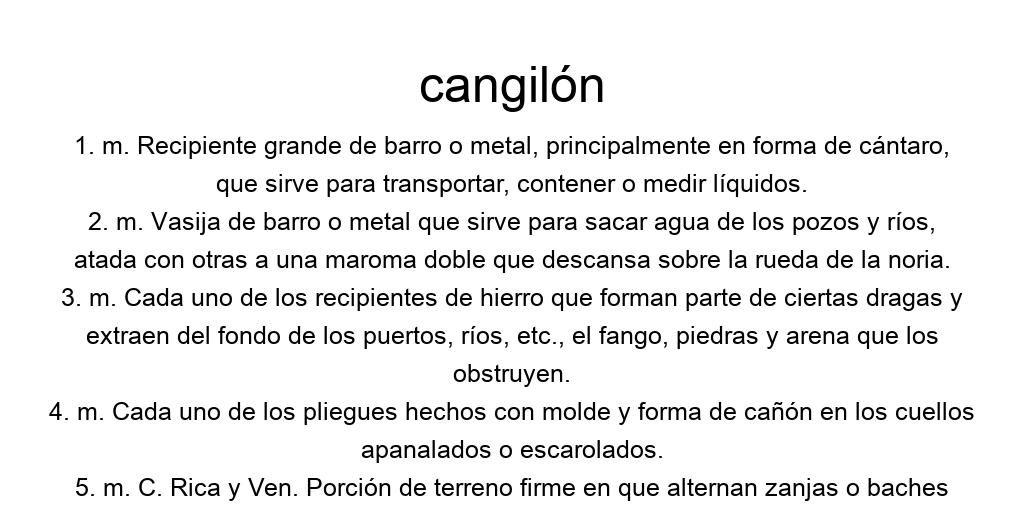 cangilón
1. m. Recipiente grande de barro o metal, principalmente en forma de cántaro,
que sirve para transportar, contener o medir líquidos.
2. m. Vasija de barro o metal que sirve para sacar agua de los pozos y ríos,
atada con otras a una maroma doble que descansa sobre la rueda de la noria.
3. m. Cada uno de los recipientes de hierro que forman parte de ciertas dragas y
extraen del fondo de los puertos, ríos, etc., el fango, piedras y arena que los
obstruyen.
4. m. Cada uno de los pliegues hechos con molde y forma de cañón en los cuellos
apanalados o escarolados.
5. m. C. Rica y Ven. Porción de terreno firme en que alternan zanjas o baches